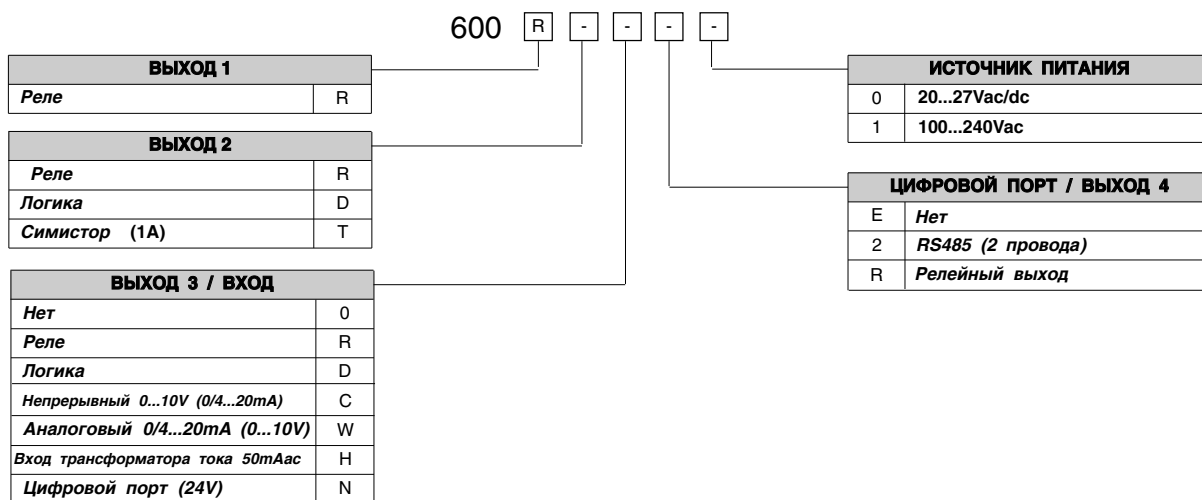 600 R - - - -
ВЫХОД 1
Реле R
ВЫХОД 2
Реле R
Логика D
Симистор (1A) T
ВЫХОД 3 / ВХОД
Нет 0
Реле R
Логика D
Непрерывный 0...10V (0/4...20mA) C
Аналоговый 0/4...20mA (0...10V) W
Вход трансформатора тока 50mAac H
Цифровой порт (24V) N
ИСТОЧНИК ПИТАНИЯ
0 20...27Vac/dc
1 100...240Vac
ЦИФРОВОЙ ПОРТ / ВЫХОД 4
E Нет
2 RS485 (2 провода)
R Релейный выход